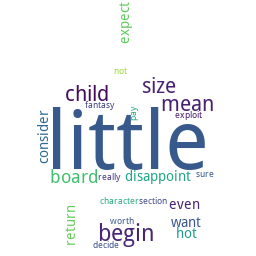 expect
not
size
child
mean
fantasy
exploit
pay
consider
little
board
really
disappoint
sure
character
section
even
return
worth
want
begin
hot
decide